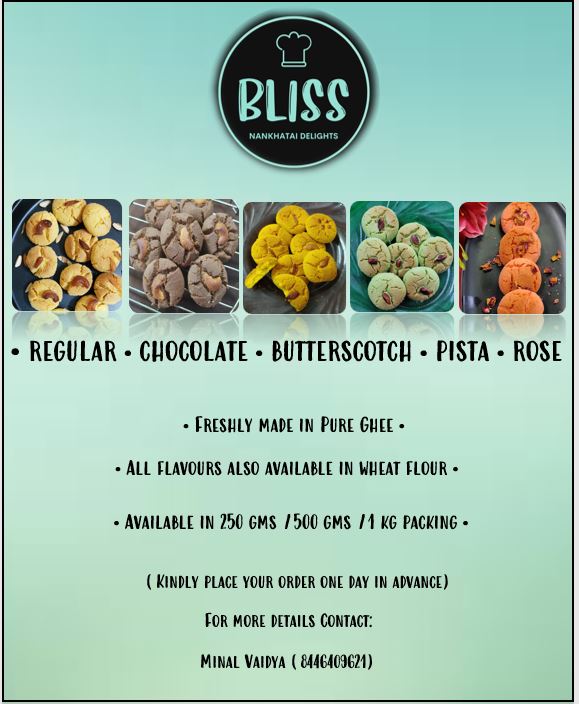 BLISS
NANKHATAI DELIGHTS
• REGULAR • CHOCOLATE • BUTTERSCOTCH • PISTA • ROSE
• FRESHLY MADE IN PURE GHEE •
• ALL FLAVOURS ALSO AVAILABLE IN WHEAT FLOUR •
• AVAILABLE IN 250 GMS /500 GMS /1 KG PACKING •
( KINDLY PLACE YOUR ORDER ONE DAY IN ADVANCE)
FOR MORE DETAILS CONTACT:
MINAL VAIDYA ( 8446409621)